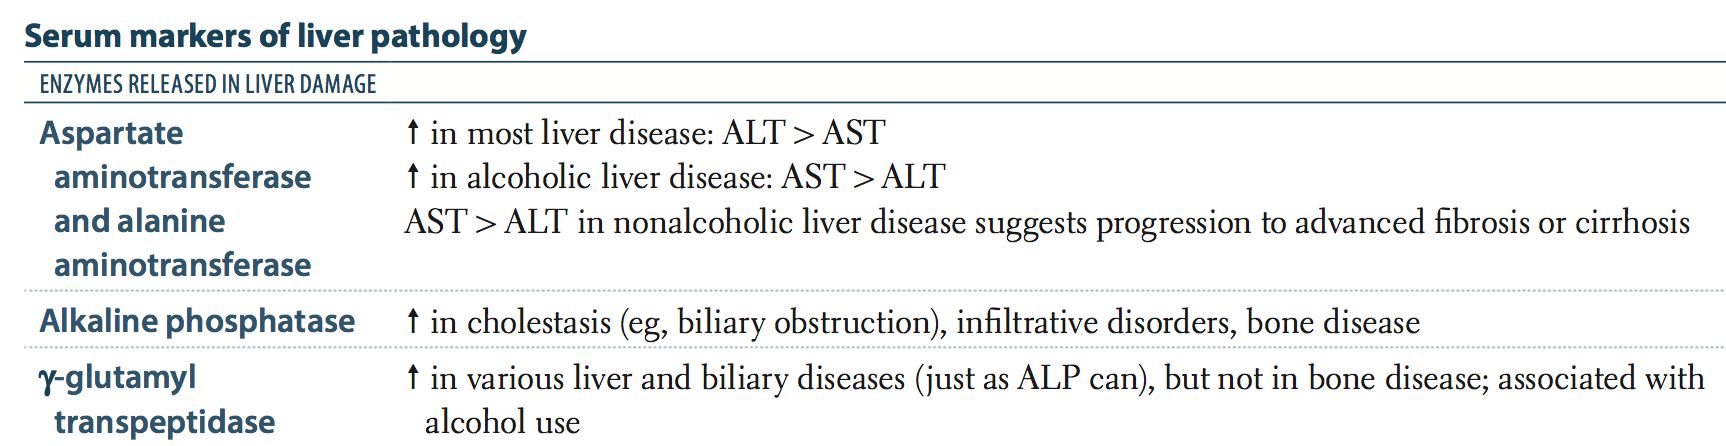 Serum markers of liver pathology
ENZYMES RELEASED IN LIVER DAMAGE
Aspartate
aminotransferase
and alanine
aminotransferase
↑ in most liver disease: ALT > AST
↑ in alcoholic liver disease: AST > ALT
AST > ALT in nonalcoholic liver disease suggests progression to advanced fibrosis or cirrhosis
Alkaline phosphatase
↑ in cholestasis (eg, biliary obstruction), infiltrative disorders, bone disease
γ-glutamyl
transpeptidase
↑ in various liver and biliary diseases (just as ALP can), but not in bone disease; associated with
alcohol use